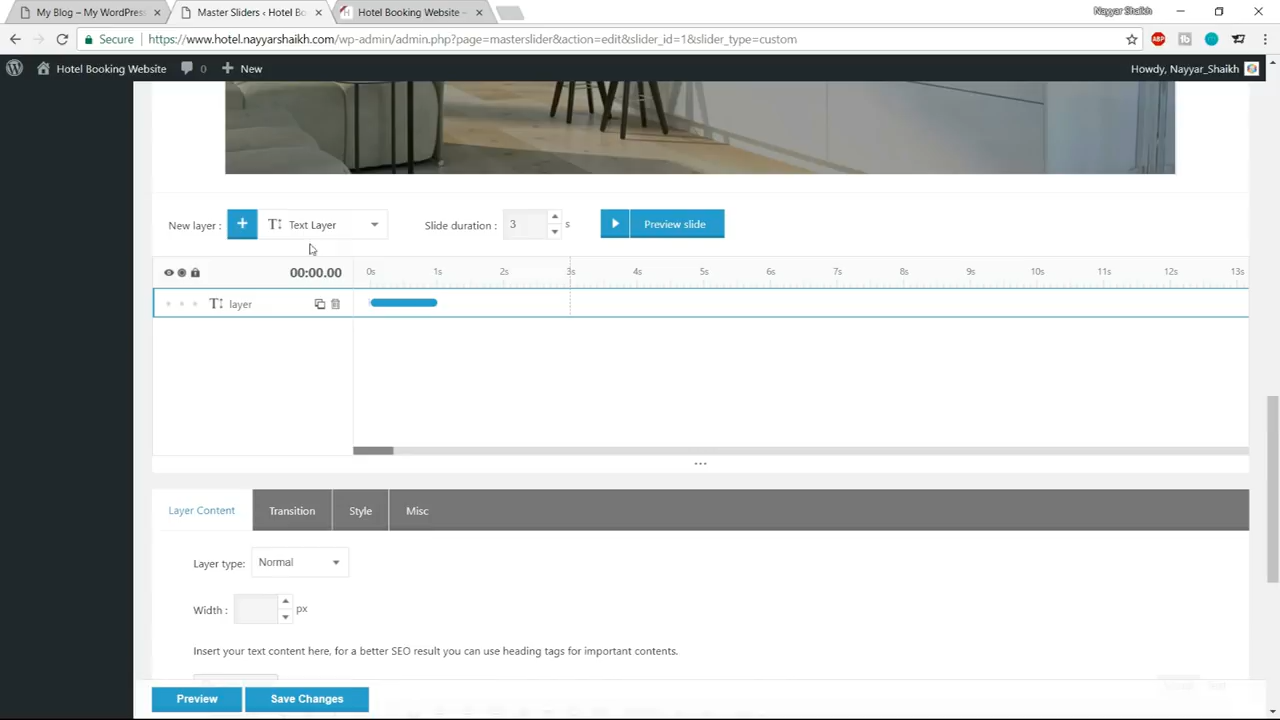 My Blog – My WordPress
Master Sliders ‹ Hotel Bo
Hotel Booking Website –
Nayyar Shaikh
Secure
https://www.hotel.nayyarshaikh.com/wp-admin/admin.php?page=masterslider&action=edit&slider_id=1&slider_type=custom
ABP
Hotel Booking Website
0
New
Howdy, Nayyar_Shaikh
New layer :
Text Layer
Slide duration :
3
s
Preview slide
00:00.00
0s
1s
2s
3s
4s
5s
6s
7s
8s
9s
10s
11s
12s
13s
layer
Layer Content
Transition
Style
Misc
Layer type:
Normal
Width :
px
Insert your text content here, for a better SEO result you can use heading tags for important contents.
Preview
Save Changes